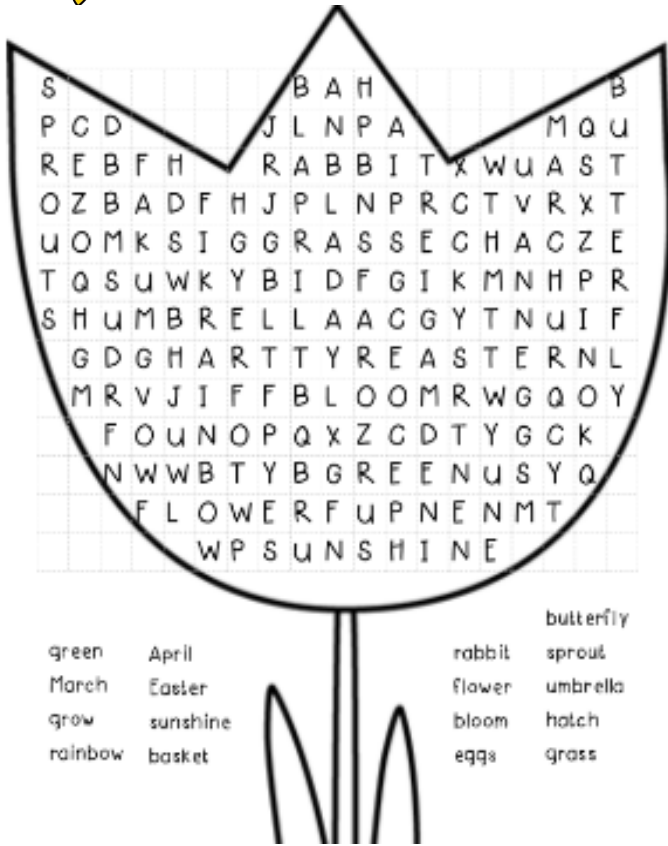 S B A H B
P C D J L N P A M Q U
R E B F H R A B B I T X W U A S T
O Z B A D F H J P L N P R C T V R X T
U O M K S I G G R A S S E C H A C Z E
T Q S U W K Y B I D F G I K M N H P R
S H U M B R E L L A A C G Y T N U I F
G D G H A R T T Y R E A S T E R N L
M R V J I F F B L O O M R W G Q O Y
F O U N O P Q X Z C D T Y G C K
N W W B T Y B G R E E N U S Y Q
F L O W E R F U P N E N M T
W P S U N S H I N E
butterfly
green April rabbit sprout
March Easter flower umbrella
grow sunshine bloom hatch
rainbow basket eggs grass